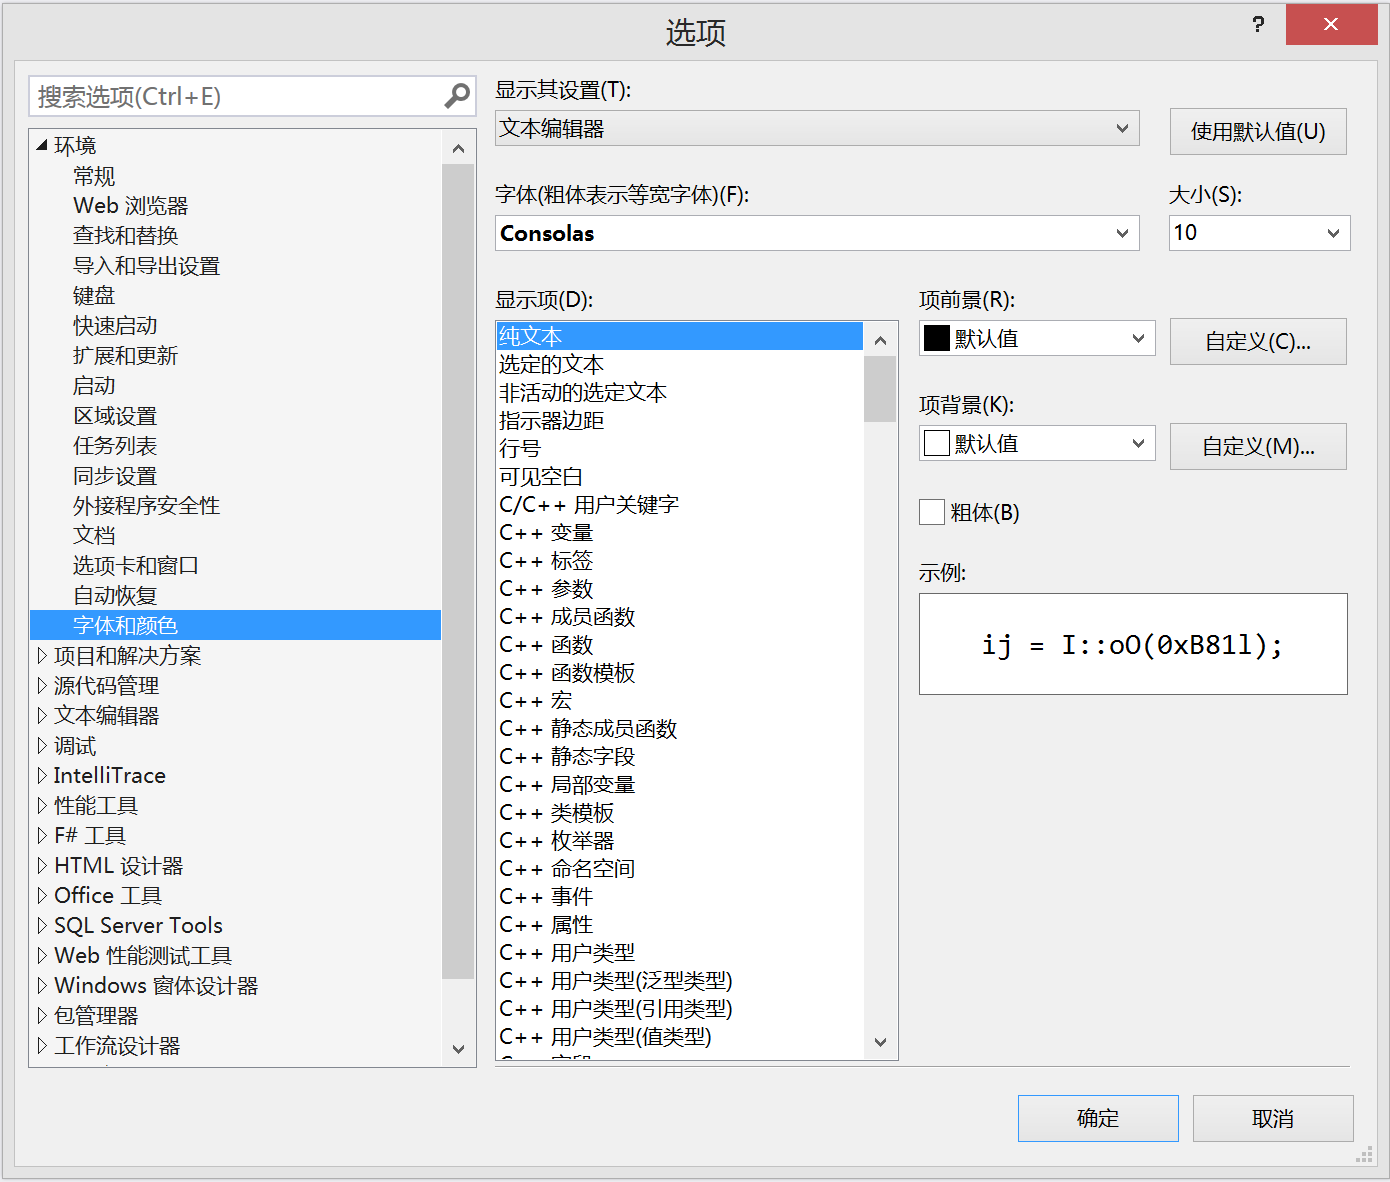 选项
?
搜索选项(Ctrl+E)
环境
常规
Web 浏览器
查找和替换
导入和导出设置
键盘
快速启动
扩展和更新
启动
区域设置
任务列表
同步设置
外接程序安全性
文档
选项卡和窗口
自动恢复
字体和颜色
项目和解决方案
源代码管理
文本编辑器
调试
IntelliTrace
性能工具
F# 工具
HTML 设计器
Office 工具
SQL Server Tools
Web 性能测试工具
Windows 窗体设计器
包管理器
工作流设计器
显示其设置(T):
文本编辑器
使用默认值(U)
字体(粗体表示等宽字体)(F):
Consolas
大小(S):
10
显示项(D):
纯文本
选定的文本
非活动的选定文本
指示器边距
行号
可见空白
C/C++ 用户关键字
C++ 变量
C++ 标签
C++ 参数
C++ 成员函数
C++ 函数
C++ 函数模板
C++ 宏
C++ 静态成员函数
C++ 静态字段
C++ 局部变量
C++ 类模板
C++ 枚举器
C++ 命名空间
C++ 事件
C++ 属性
C++ 用户类型
C++ 用户类型(泛型类型)
C++ 用户类型(引用类型)
C++ 用户类型(值类型)
项前景(R):
默认值
自定义(C)...
项背景(K):
默认值
自定义(M)...
粗体(B)
示例:
ij = I::oO(0xB81l);
确定
取消